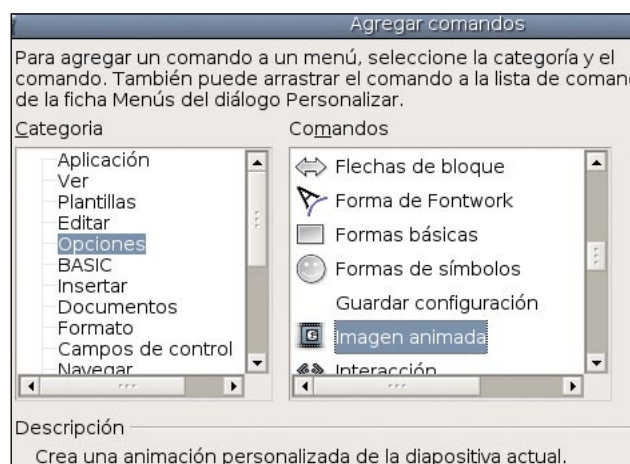 Agregar comandos
Para agregar un comando a un menú, seleccione la categoría y el
comando. También puede arrastrar el comando a la lista de
de la ficha Menús del diálogo Personalizar.
Categoria
Comandos
Aplicación
Ver
Plantillas
Editar
Opciones
BASIC
Insertar
Documentos
Formato
Campos de control
Navegar
Flechas de bloque
Forma de Fontwork
Formas básicas
Formas de símbolos
Guardar configuración
Imagen animada
Interacción
Descripción
Crea una animación personalizada de la diapositiva actual.